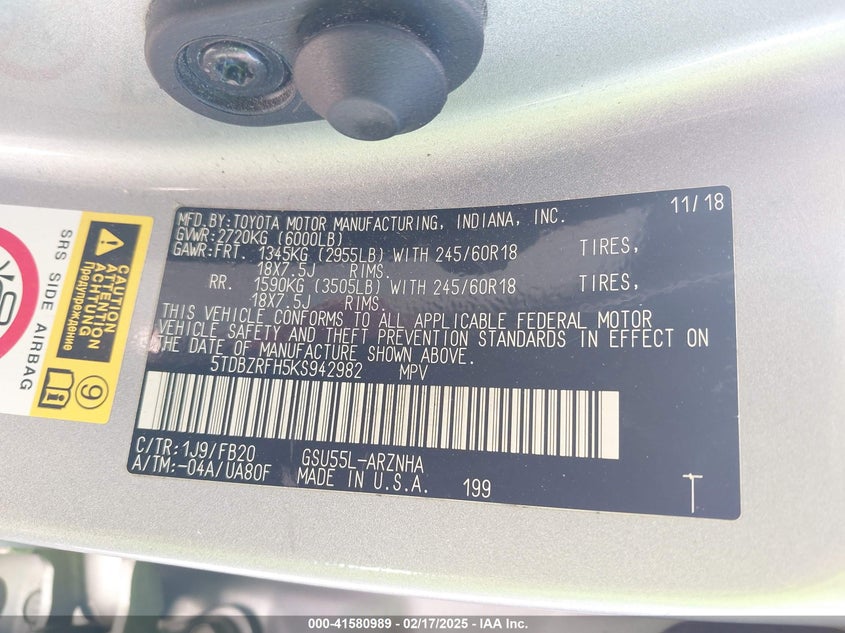 MFD.BY:TOYOTA MOTOR MANUFACTURING, INDIANA, INC. 11/18
GVWR:2720KG (6000LB)
GAWR:FRT. 1345KG (2955LB) WITH 245/60R18 TIRES,
18X7.5J RIMS.
RR. 1590KG (3505LB) WITH 245/60R18 TIRES,
18X7.5J RIMS.
THIS VEHICLE CONFORMS TO ALL APPLICABLE FEDERAL MOTOR
VEHICLE SAFETY AND THEFT PREVENTION STANDARDS IN EFFECT ON
THE DATE OF MANUFACTURE SHOWN ABOVE.
5TDBZRFH5KS942982 MPV
C/TR:1J9/FB20 GSU55L-ARZNHA
A/TM:-04A/UA80F MADE IN U.S.A. 199 T
SRS SIDE AIRBAG
CAUTION
ATTENTION
ACHTUNG
Предупреждение
9
000-41580989 - 02/17/2025 - IAA Inc.